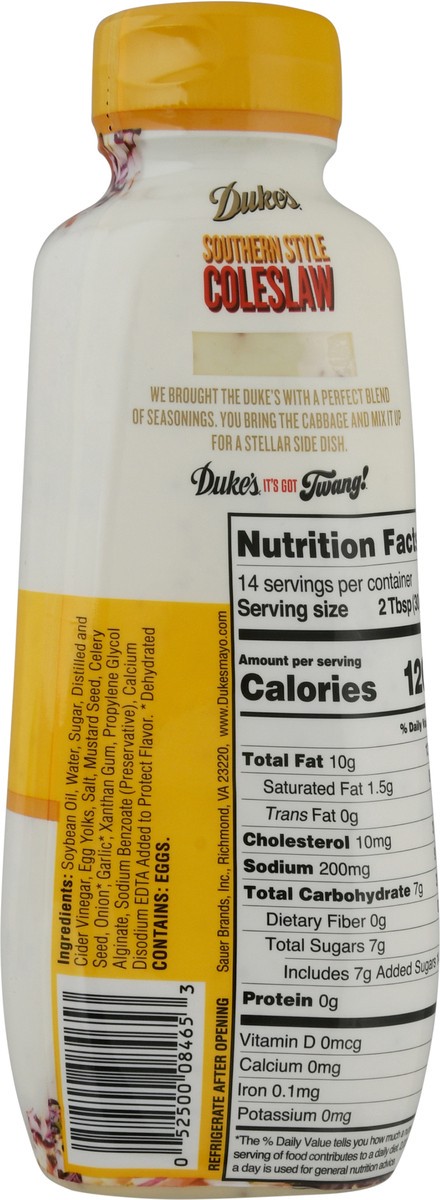 Duke's
SOUTHERN STYLE
COLESLAW
WE BROUGHT THE DUKE'S WITH A PERFECT BLEND
OF SEASONINGS. YOU BRING THE CABBAGE AND MIX IT UP
FOR A STELLAR SIDE DISH.
Duke's IT'S GOT Twang!
Nutrition Facts
14 servings per container
Serving size 2 Tbsp (30
Amount per serving
Calories 12
% Daily
Total Fat 10g
Saturated Fat 1.5g
Trans Fat 0g
Cholesterol 10mg
Sodium 200mg
Total Carbohydrate 7g
Dietary Fiber 0g
Total Sugars 7g
Includes 7g Added Sugars
Protein 0g
Vitamin D 0mcg
Calcium 0mg
Iron 0.1mg
Potassium 0mg
*The % Daily Value tells you how much a
serving of food contributes to a daily diet.
a day is used for general nutrition advice.
Ingredients: Soybean Oil, Water, Sugar, Distilled and
Cider Vinegar, Egg Yolks, Salt, Mustard Seed, Celery
Seed, Onion*, Garlic*, Xanthan Gum, Propylene Glycol
Alginate, Sodium Benzoate (Preservative), Calcium
Disodium EDTA Added to Protect Flavor. *Dehydrated
CONTAINS: EGGS.
Sauer Brands, Inc., Richmond, VA 23220, www.Dukesmayo.com
REFRIGERATE AFTER OPENING
0 52500 08465 3